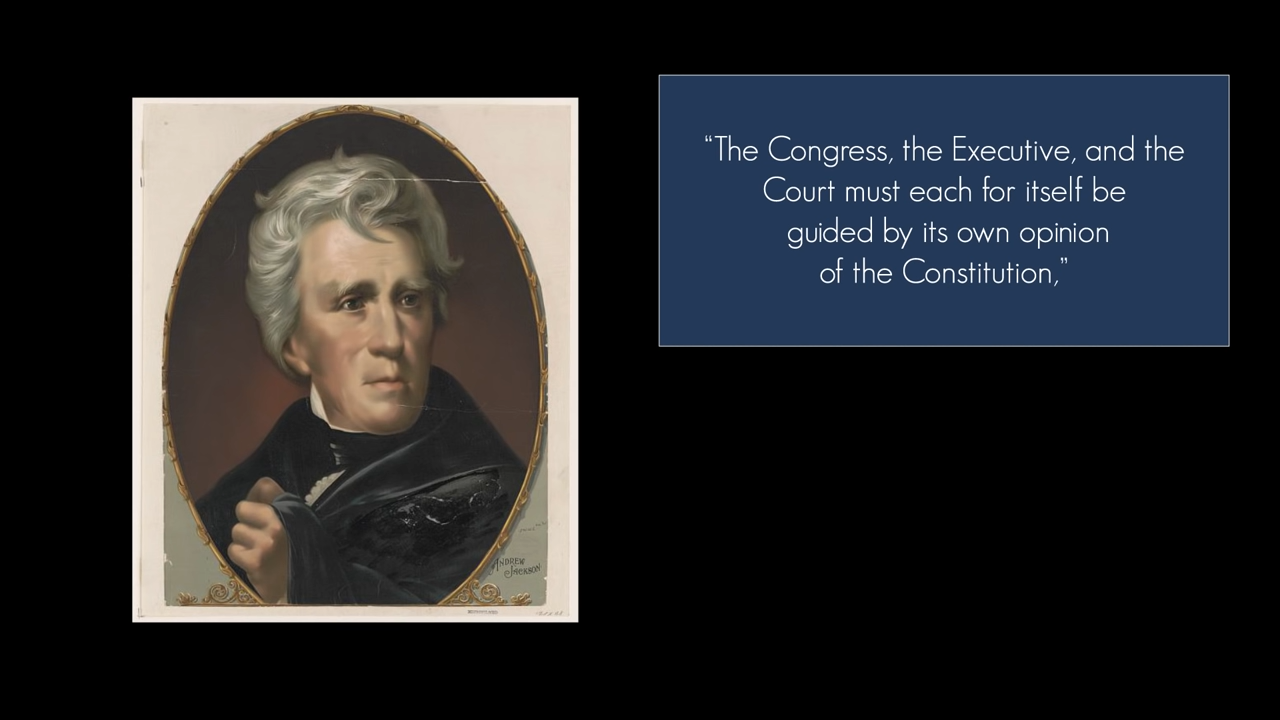 “The Congress, the Executive, and the
Court must each for itself be
guided by its own opinion
of the Constitution,”
ANDREW
JACKSON